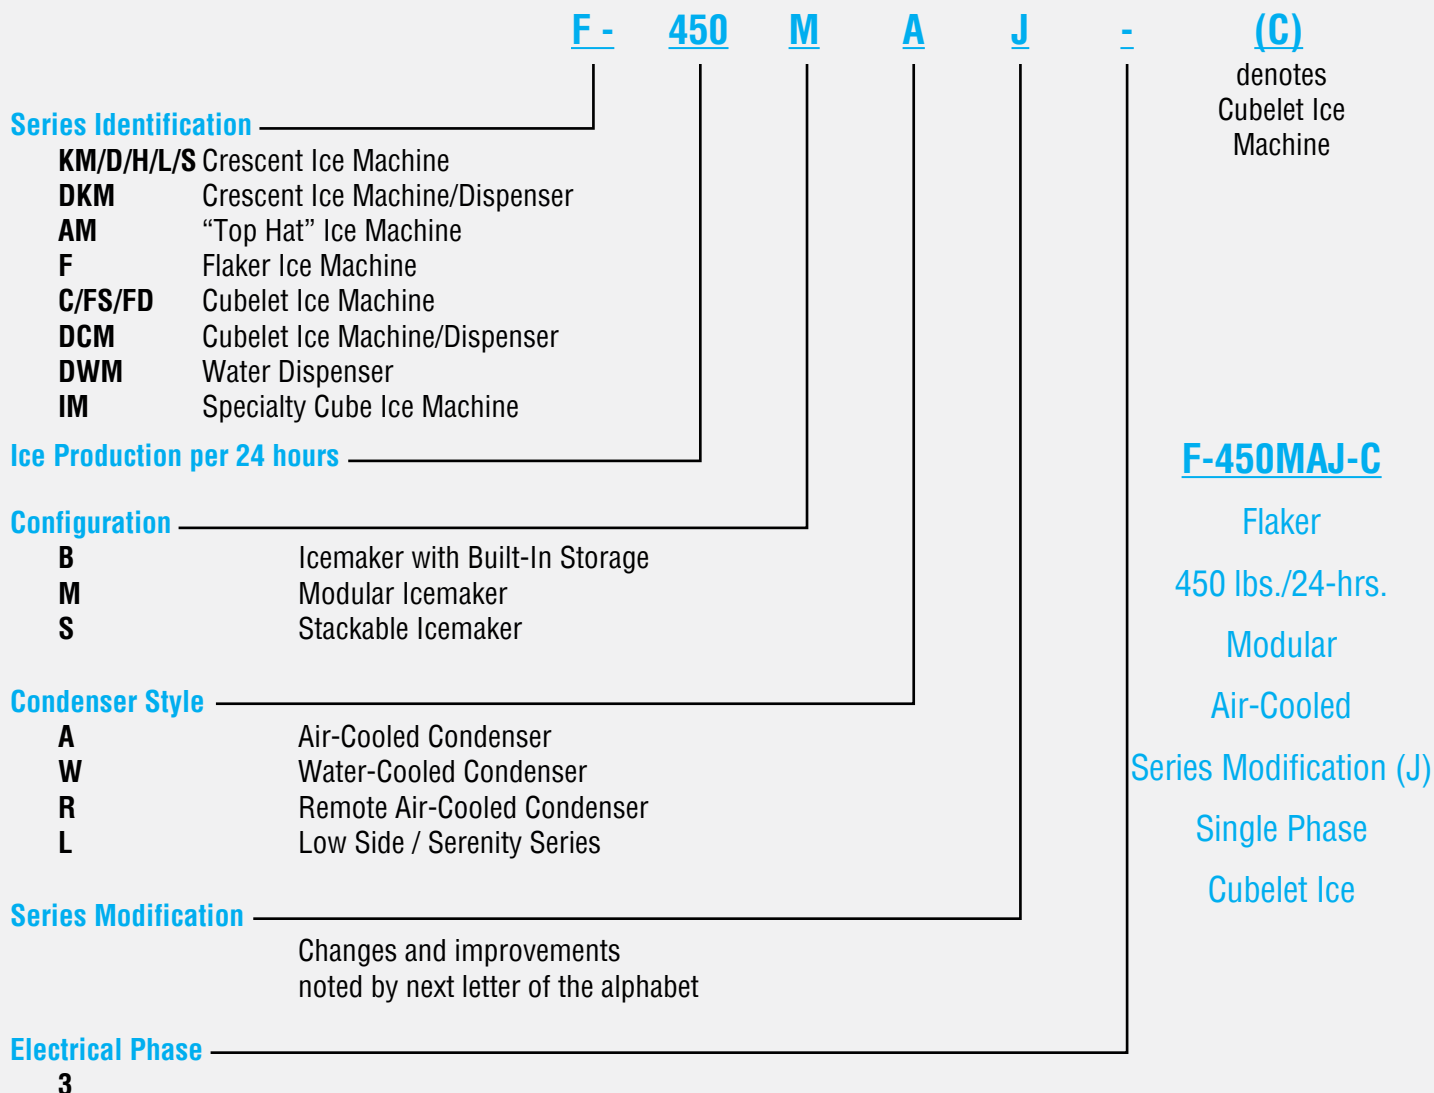 F - 450 M A J - (C)
denotes
Cubelet Ice
Machine
Series Identification
KM/D/H/L/S Crescent Ice Machine
DKM Crescent Ice Machine/Dispenser
AM “Top Hat” Ice Machine
F Flaker Ice Machine
C/FS/FD Cubelet Ice Machine
DCM Cubelet Ice Machine/Dispenser
DWM Water Dispenser
IM Specialty Cube Ice Machine
Ice Production per 24 hours
Configuration
B Icemaker with Built-In Storage
M Modular Icemaker
S Stackable Icemaker
Condenser Style
A Air-Cooled Condenser
W Water-Cooled Condenser
R Remote Air-Cooled Condenser
L Low Side / Serenity Series
Series Modification
Changes and improvements
noted by next letter of the alphabet
Electrical Phase
3
F-450MAJ-C
Flaker
450 lbs./24-hrs.
Modular
Air-Cooled
Series Modification (J)
Single Phase
Cubelet Ice